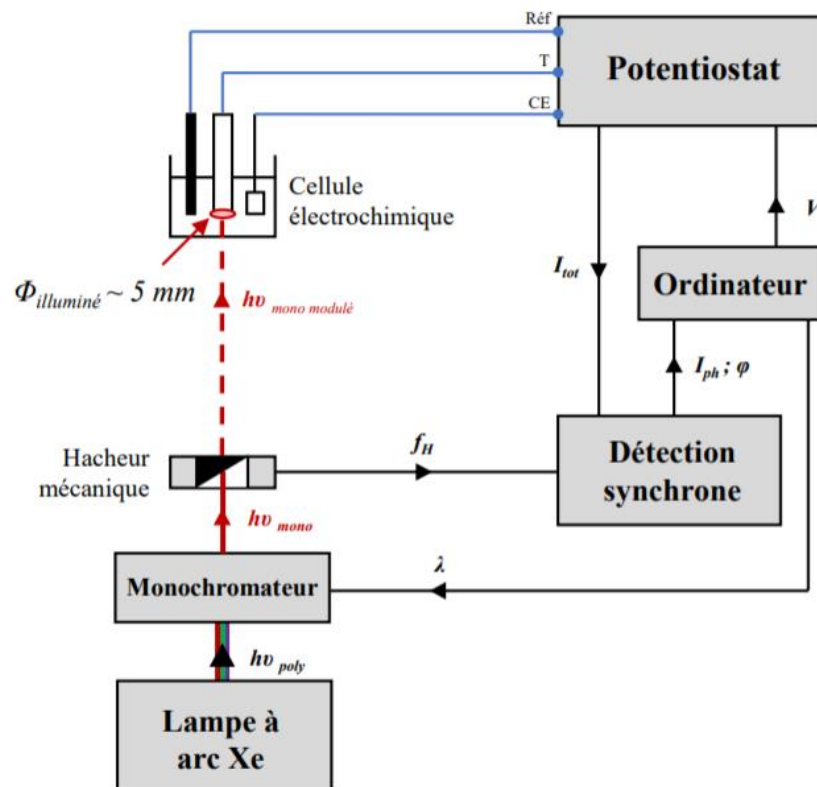 Réf
T
CE
Potentiostat
Cellule
électrochimique
Φilluminé ~ 5 mm
hυ mono modulé
Itot
V
Ordinateur
Iph ; φ
Hacheur
mécanique
fH
Détection
synchrone
hυ mono
Monochromateur
λ
hυ poly
Lampe à
arc Xe